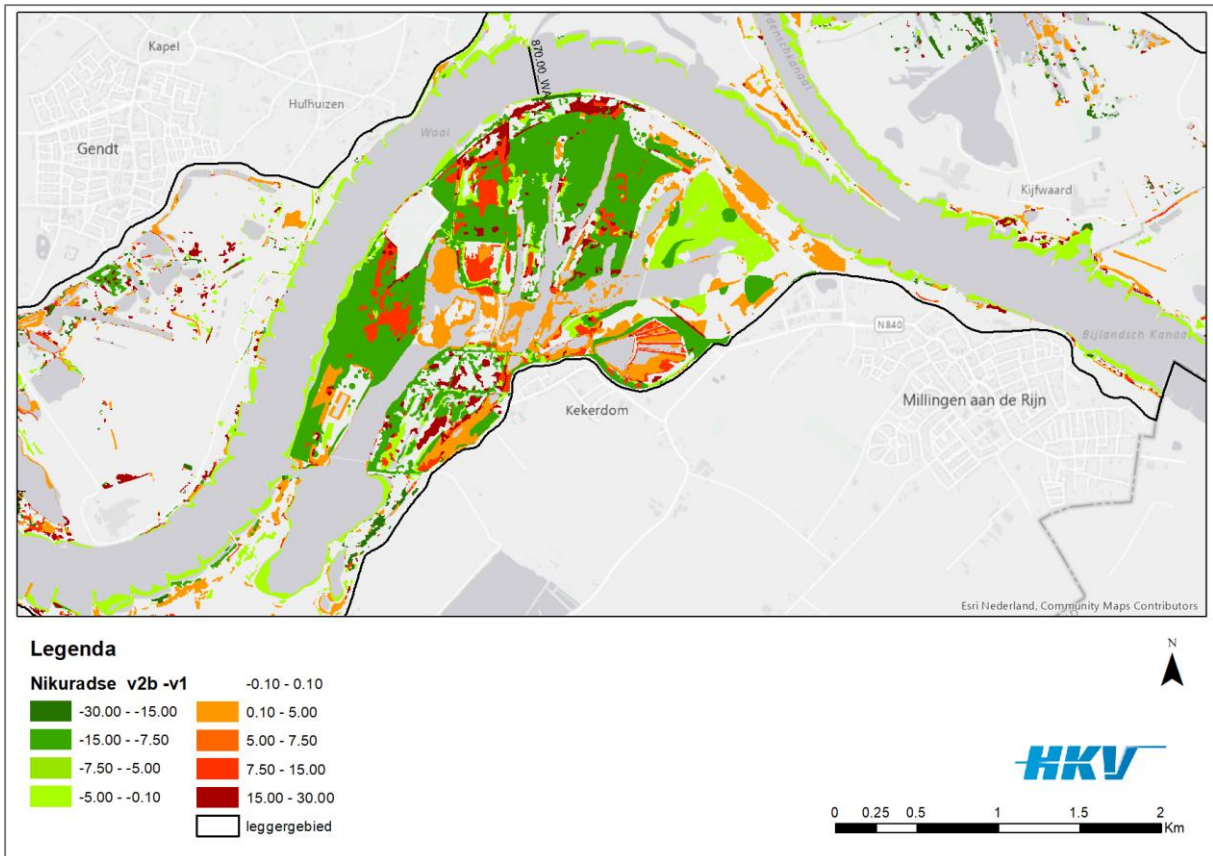 Kapel
Hulhuizen
Gendt
870.00_WA
Waal
Kijfwaard
N840
Bijlandsch Kanaal
Kekerdom
Millingen aan de Rijn
Esri Nederland, Community Maps Contributors
Legenda
Nikuradse v2b -v1
-30.00 - -15.00
-15.00 - -7.50
-7.50 - -5.00
-5.00 - -0.10
-0.10 - 0.10
0.10 - 5.00
5.00 - 7.50
7.50 - 15.00
15.00 - 30.00
leggergebied
N
HKV
0 0.25 0.5 1 1.5 2
Km